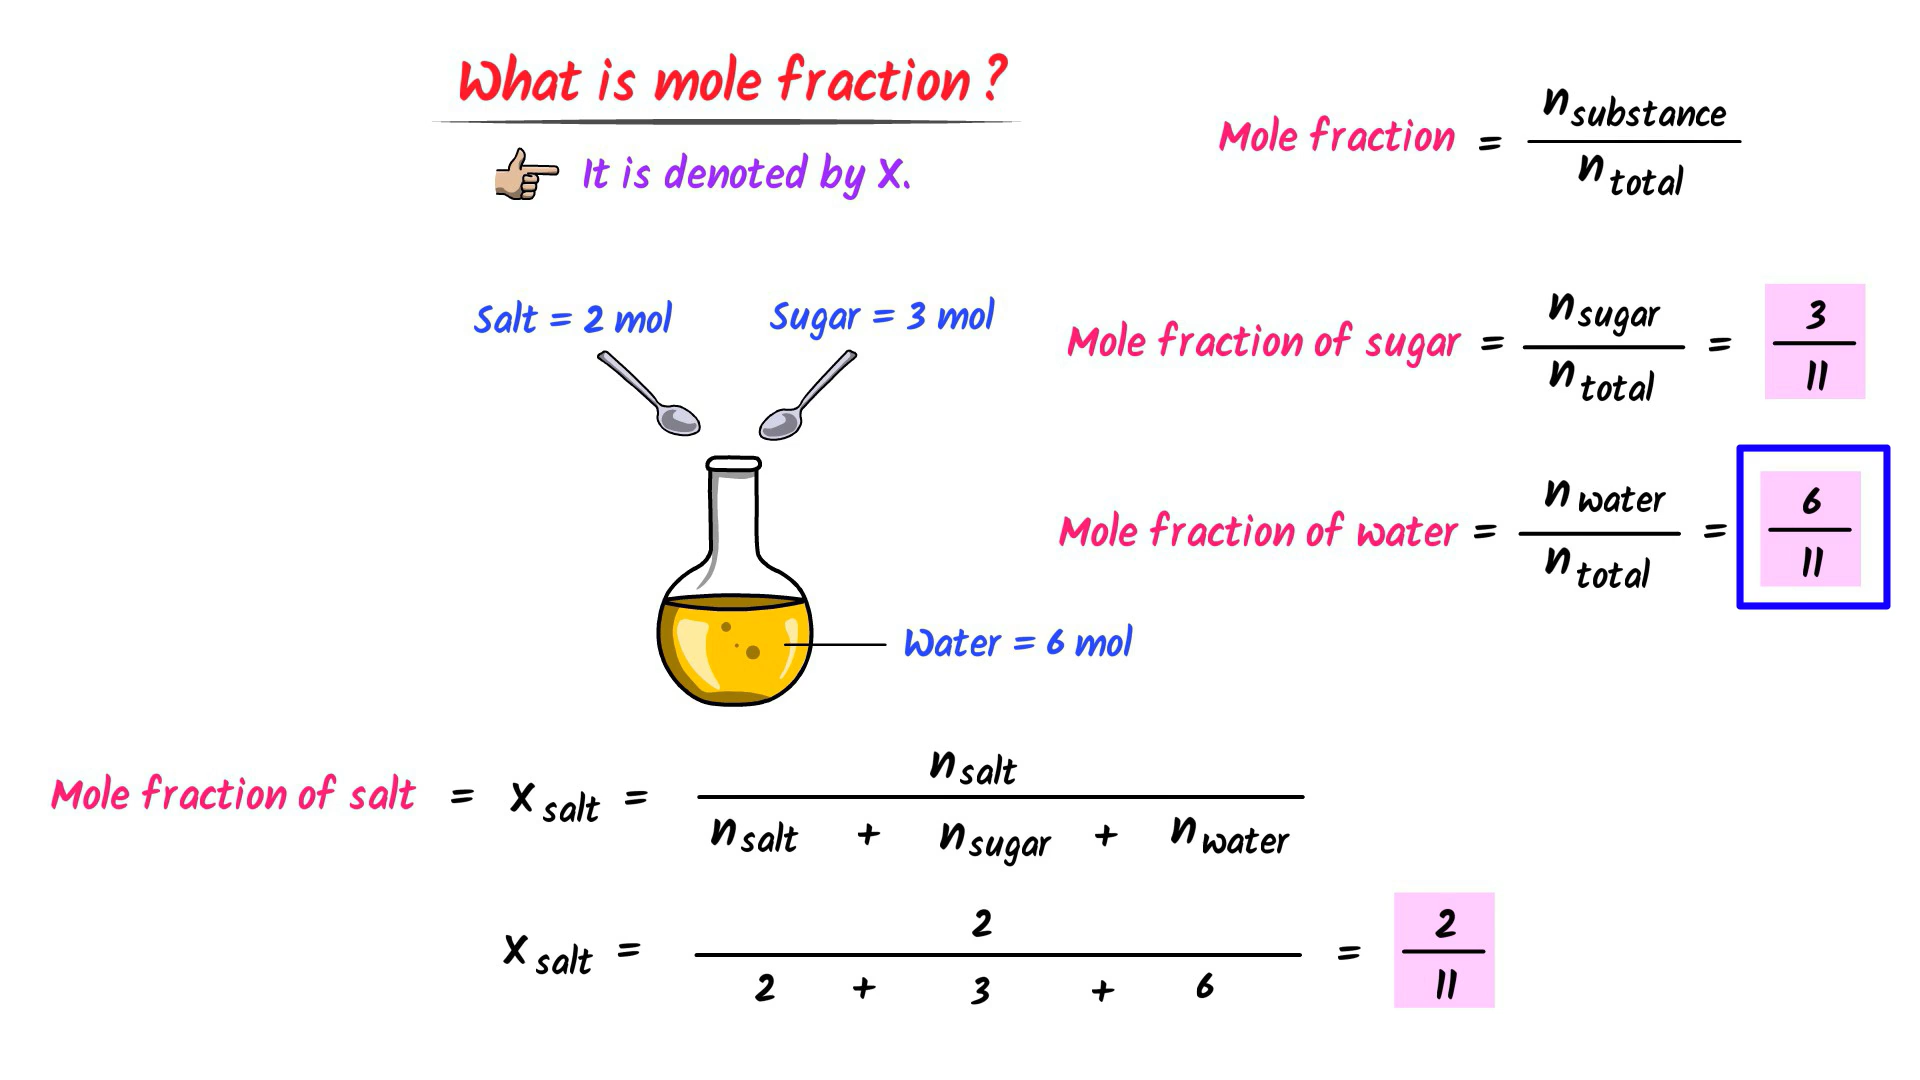 What is mole fraction?
It is denoted by X.
Mole fraction = n substance / n total
Salt = 2 mol
Sugar = 3 mol
Water = 6 mol
Mole fraction of sugar = n sugar / n total = 3 / 11
Mole fraction of water = n water / n total = 6 / 11
Mole fraction of salt = X salt = n salt / n salt + n sugar + n water
X salt = 2 / 2 + 3 + 6 = 2 / 11